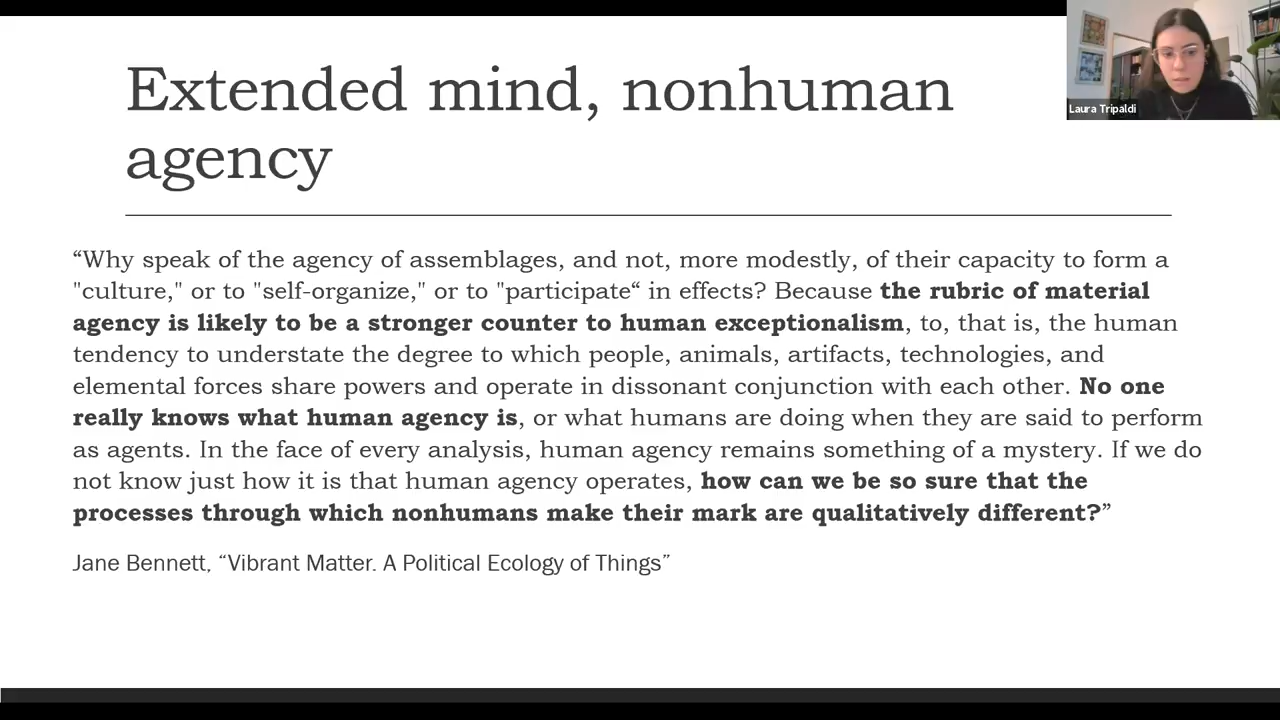 Extended mind, nonhuman
agency
Laura Tripaldi
“Why speak of the agency of assemblages, and not, more modestly, of their capacity to form a
"culture," or to "self-organize," or to "participate“ in effects? Because the rubric of material
agency is likely to be a stronger counter to human exceptionalism, to, that is, the human
tendency to understate the degree to which people, animals, artifacts, technologies, and
elemental forces share powers and operate in dissonant conjunction with each other. No one
really knows what human agency is, or what humans are doing when they are said to perform
as agents. In the face of every analysis, human agency remains something of a mystery. If we do
not know just how it is that human agency operates, how can we be so sure that the
processes through which nonhumans make their mark are qualitatively different?”
Jane Bennett, “Vibrant Matter. A Political Ecology of Things”